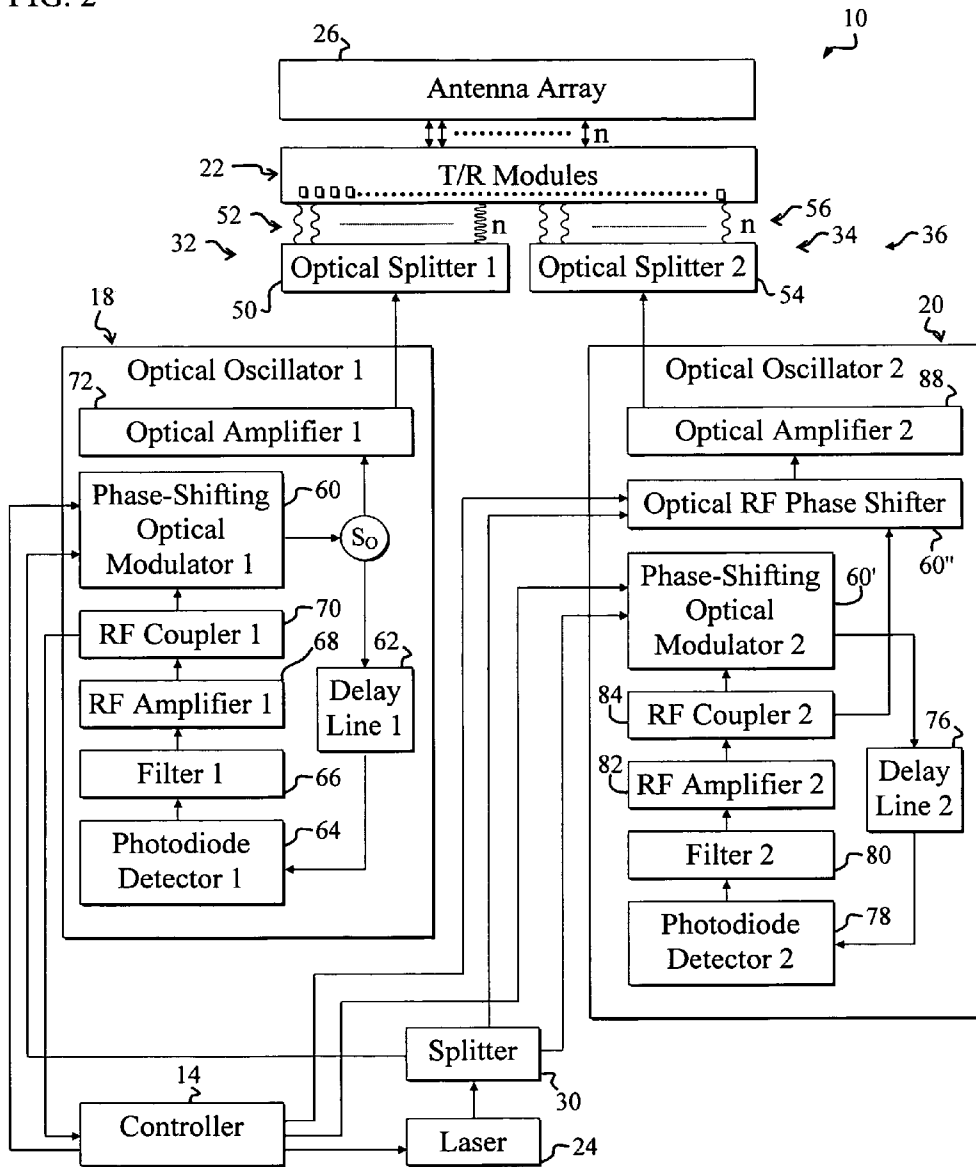 FIG. 2
10
26
Antenna Array
n
22
T/R Modules
52
n
n
56
32
34
36
Optical Splitter 1
Optical Splitter 2
50
54
18
20
Optical Oscillator 1
Optical Oscillator 2
72
88
Optical Amplifier 1
Optical Amplifier 2
Phase-Shifting
Optical
Modulator 1
60
So
Optical RF Phase Shifter
60"
Phase-Shifting
Optical
Modulator 2
60'
RF Coupler 1
70
62
RF Amplifier 1
68
Delay
Line 1
84
RF Coupler 2
76
82
RF Amplifier 2
Delay
Line 2
Filter 1
66
Filter 2
80
Photodiode
Detector 1
64
Photodiode
Detector 2
78
Splitter
30
14
Controller
Laser
24